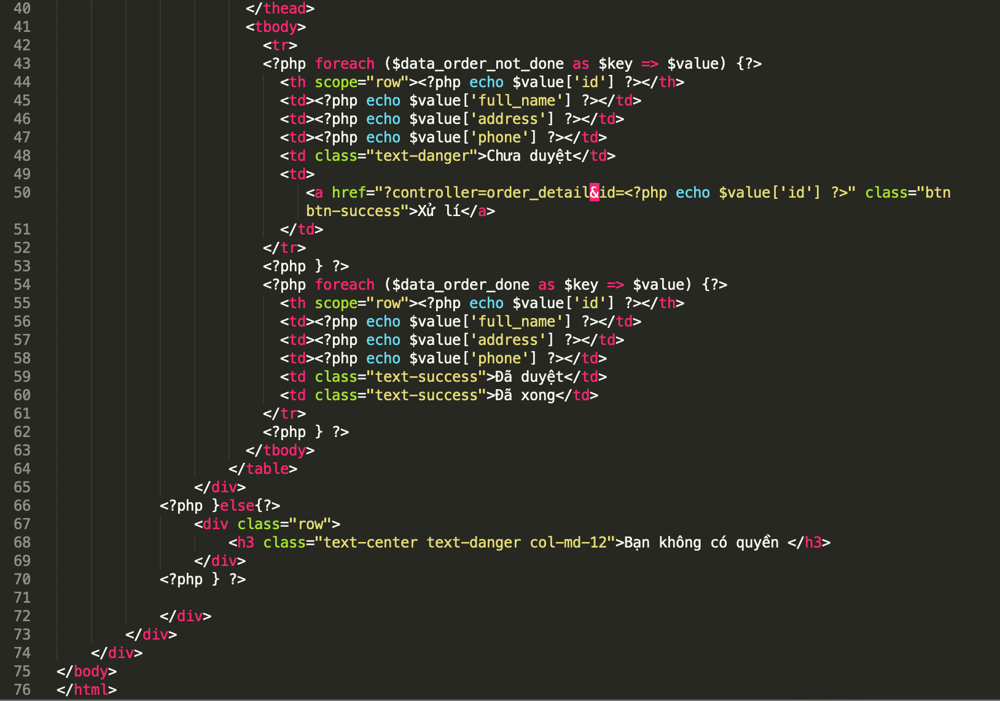 40 </thead>
41 <tbody>
42 <tr>
43 <?php foreach ($data_order_not_done as $key => $value) {?>
44 <th scope="row"><?php echo $value['id'] ?></th>
45 <td><?php echo $value['full_name'] ?></td>
46 <td><?php echo $value['address'] ?></td>
47 <td><?php echo $value['phone'] ?></td>
48 <td class="text-danger">Chưa duyệt</td>
49 <td>
50 <a href="?controller=order_detail&id=<?php echo $value['id'] ?>" class="btn
btn-success">Xử lí</a>
51 </td>
52 </tr>
53 <?php } ?>
54 <?php foreach ($data_order_done as $key => $value) {?>
55 <th scope="row"><?php echo $value['id'] ?></th>
56 <td><?php echo $value['full_name'] ?></td>
57 <td><?php echo $value['address'] ?></td>
58 <td><?php echo $value['phone'] ?></td>
59 <td class="text-success">Đã duyệt</td>
60 <td class="text-success">Đã xong</td>
61 </tr>
62 <?php } ?>
63 </tbody>
64 </table>
65 </div>
66 <?php }else{?>
67 <div class="row">
68 <h3 class="text-center text-danger col-md-12">Bạn không có quyền </h3>
69 </div>
70 <?php } ?>
71
72 </div>
73 </div>
74 </div>
75 </body>
76 </html>